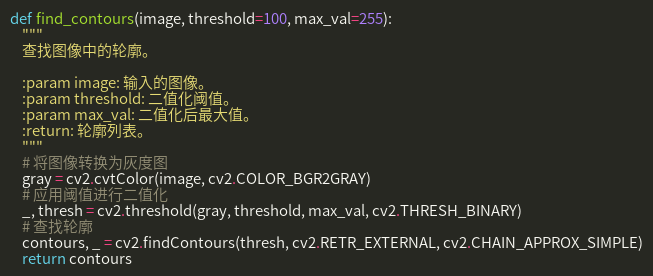 def find_contours(image, threshold=100, max_val=255):
"""
查找图像中的轮廓。
:param image: 输入的图像。
:param threshold: 二值化阈值。
:param max_val: 二值化后最大值。
:return: 轮廓列表。
"""
# 将图像转换为灰度图
gray = cv2.cvtColor(image, cv2.COLOR_BGR2GRAY)
# 应用阈值进行二值化
_, thresh = cv2.threshold(gray, threshold, max_val, cv2.THRESH_BINARY)
# 查找轮廓
contours, _ = cv2.findContours(thresh, cv2.RETR_EXTERNAL, cv2.CHAIN_APPROX_SIMPLE)
return contours